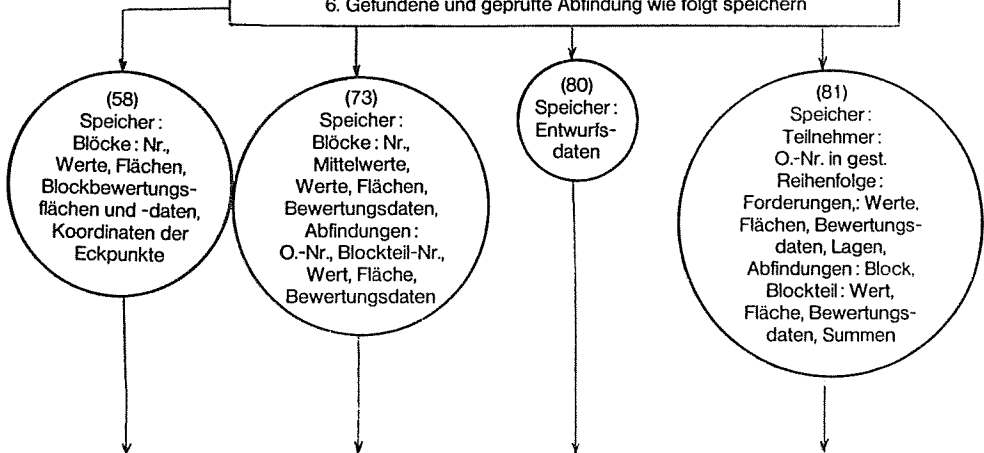 6. Gefundene und geprüfte Abfindung wie folgt speichern
(58)
Speicher:
Blöcke: Nr.,
Werte, Flächen,
Blockbewertungs-
flächen und -daten,
Koordinaten der
Eckpunkte
(73)
Speicher:
Blöcke: Nr.,
Mittelwerte,
Werte, Flächen,
Bewertungsdaten,
Abfindungen:
O.-Nr., Blockteil-Nr.,
Wert, Fläche,
Bewertungsdaten
(80)
Speicher:
Entwurfs-
daten
(81)
Speicher:
Teilnehmer:
O.-Nr. in gest.
Reihenfolge:
Forderungen,: Werte,
Flächen, Bewertungs-
daten, Lagen,
Abfindungen: Block,
Blockteil: Wert,
Fläche, Bewertungs-
daten, Summen